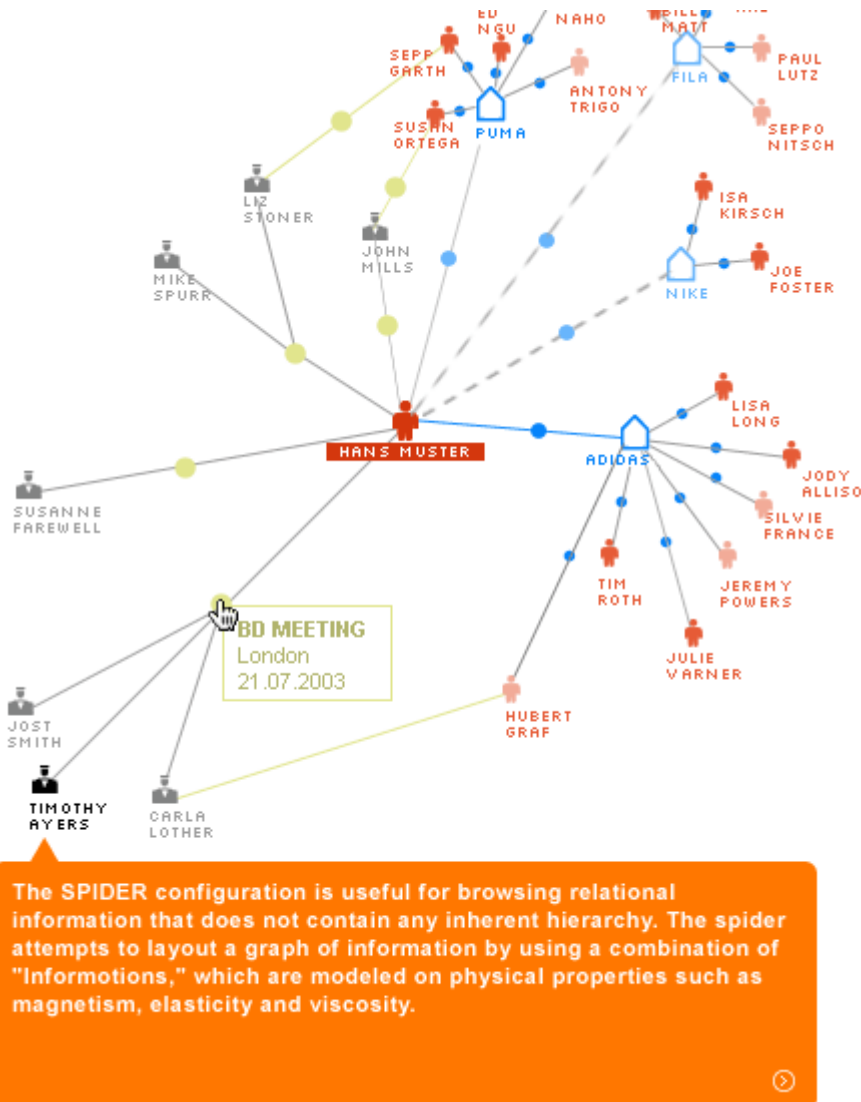 ED
NGU
NAHO
BILL
MATT
SEPP
GARTH
PAUL
LUTZ
FILA
ANTONY
TRIGO
SUSAN
ORTEGA
PUMA
SEPPO
NITSCH
LIZ
STONER
ISA
KIRSCH
JOHN
MILLS
MIKE
SPURR
NIKE
JOE
FOSTER
LISA
LONG
HANS MUSTER
ADIDAS
JODY
ALLISO
SUSANNE
FAREWELL
SILVIE
FRANCE
TIM
ROTH
JEREMY
POWERS
BD MEETING
London
21.07.2003
JULIE
VARNER
HUBERT
GRAF
JOST
SMITH
TIMOTHY
AYERS
CARLA
LOTHER
The SPIDER configuration is useful for browsing relational
information that does not contain any inherent hierarchy. The spider
attempts to layout a graph of information by using a combination of
"Informotions," which are modeled on physical properties such as
magnetism, elasticity and viscosity.